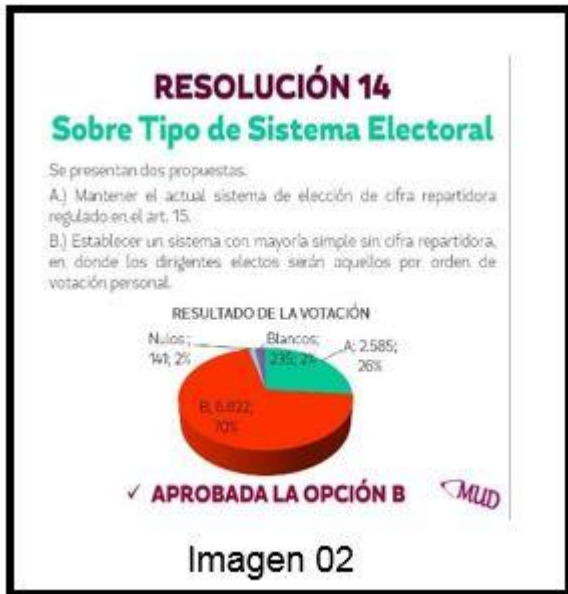 RESOLUCIÓN 14
Sobre Tipo de Sistema Electoral
Se presentan dos propuestas.
A.) Mantener el actual sistema de elección de cifra repartidora
regulado en el art. 15.
B.) Establecer un sistema con mayoría simple sin cifra repartidora,
en donde los dirigentes electos serán aquellos por orden de
votación personal.
RESULTADO DE LA VOTACIÓN
Nulos;
141; 2%
Blancos;
235; 2%
A; 2.585;
26%
B; 6.822;
70%
✓ APROBADA LA OPCIÓN B
MUD
Imagen 02